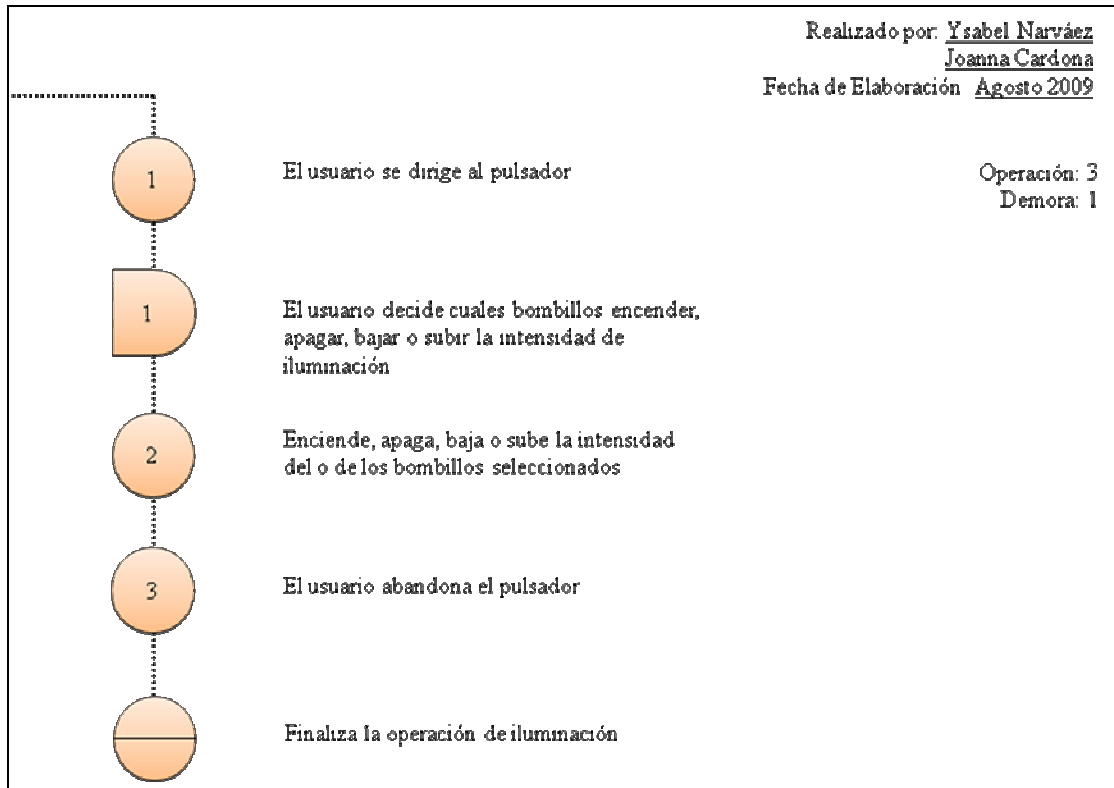 Realizado por: Ysabel Narváez
Joanna Cardona
Fecha de Elaboración Agosto 2009
1
El usuario se dirige al pulsador
Operación: 3
Demora: 1
1
El usuario decide cuales bombillos encender,
apagar, bajar o subir la intensidad de
iluminación
2
Enciende, apaga, baja o sube la intensidad
del o de los bombillos seleccionados
3
El usuario abandona el pulsador
Finaliza la operación de iluminación